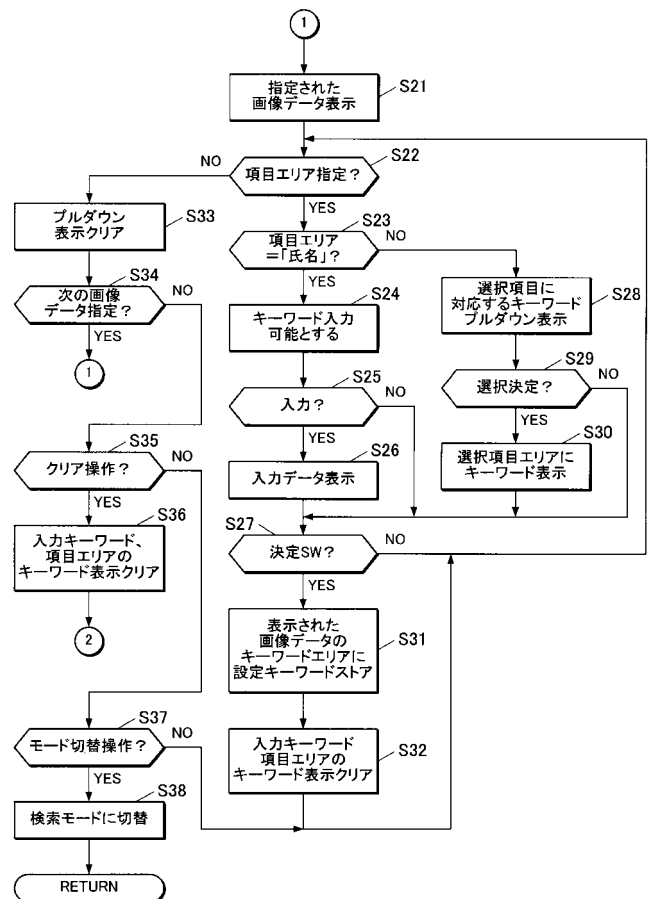 1
指定された
画像データ表示
S21
S22
項目エリア指定？
NO
YES
プルダウン
表示クリア
S33
S23
項目エリア
＝「氏名」？
NO
YES
S34
次の画像
データ指定？
NO
YES
1
S24
キーワード入力
可能とする
選択項目に
対応するキーワード
プルダウン表示
S28
S25
入力？
NO
YES
S29
選択決定？
NO
YES
S26
入力データ表示
S30
選択項目エリアに
キーワード表示
S35
クリア操作？
NO
YES
S36
入力キーワード、
項目エリアの
キーワード表示クリア
2
S27
決定SW？
NO
YES
表示された
画像データの
キーワードエリアに
設定キーワードストア
S31
入力キーワード
項目エリアの
キーワード表示クリア
S32
S37
モード切替操作？
NO
YES
S38
検索モードに切替
RETURN